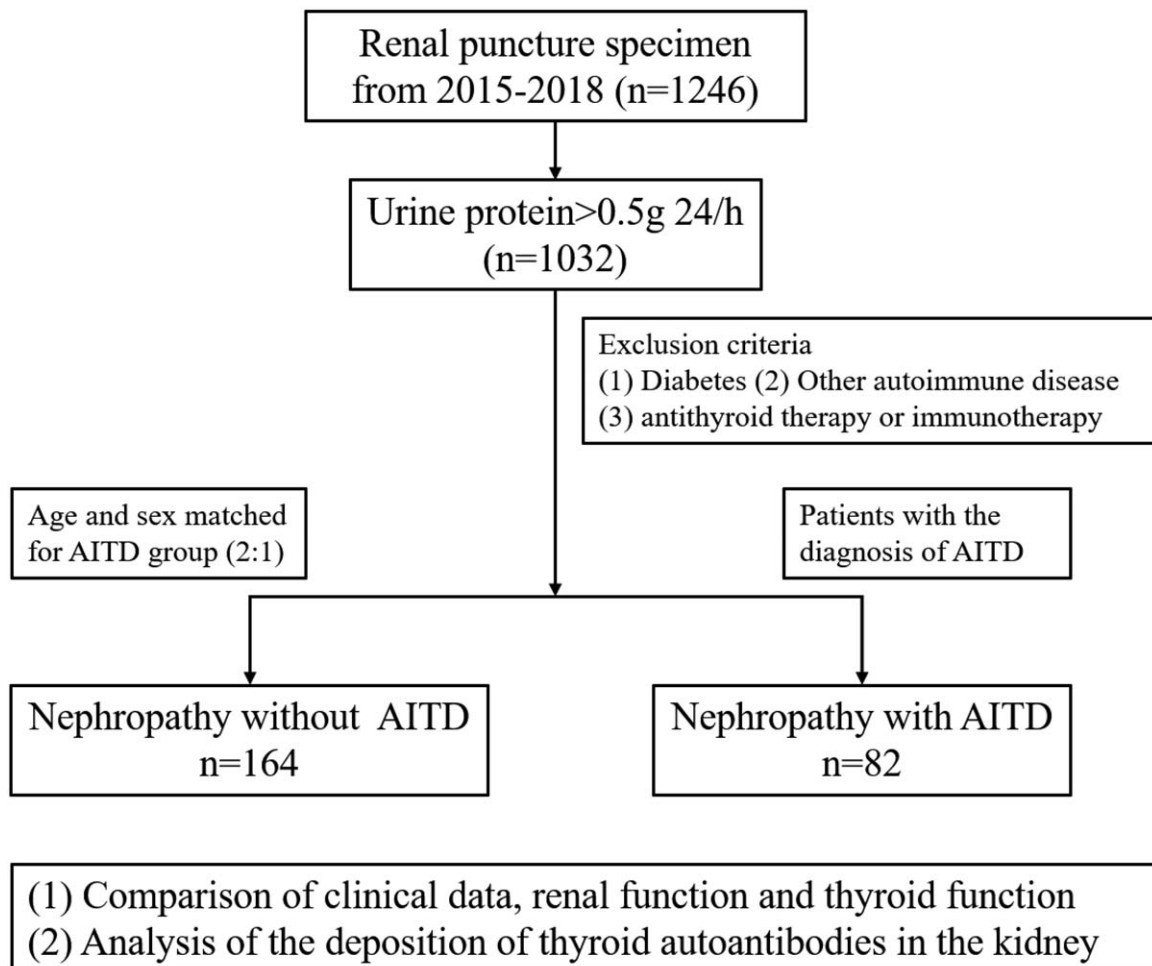 Renal puncture specimen
from 2015-2018 (n=1246)
Urine protein>0.5g 24/h
(n=1032)
Exclusion criteria
(1) Diabetes (2) Other autoimmune disease
(3) antithyroid therapy or immunotherapy
Age and sex matched
for AITD group (2:1)
Patients with the
diagnosis of AITD
Nephropathy without AITD
n=164
Nephropathy with AITD
n=82
(1) Comparison of clinical data, renal function and thyroid function
(2) Analysis of the deposition of thyroid autoantibodies in the kidney